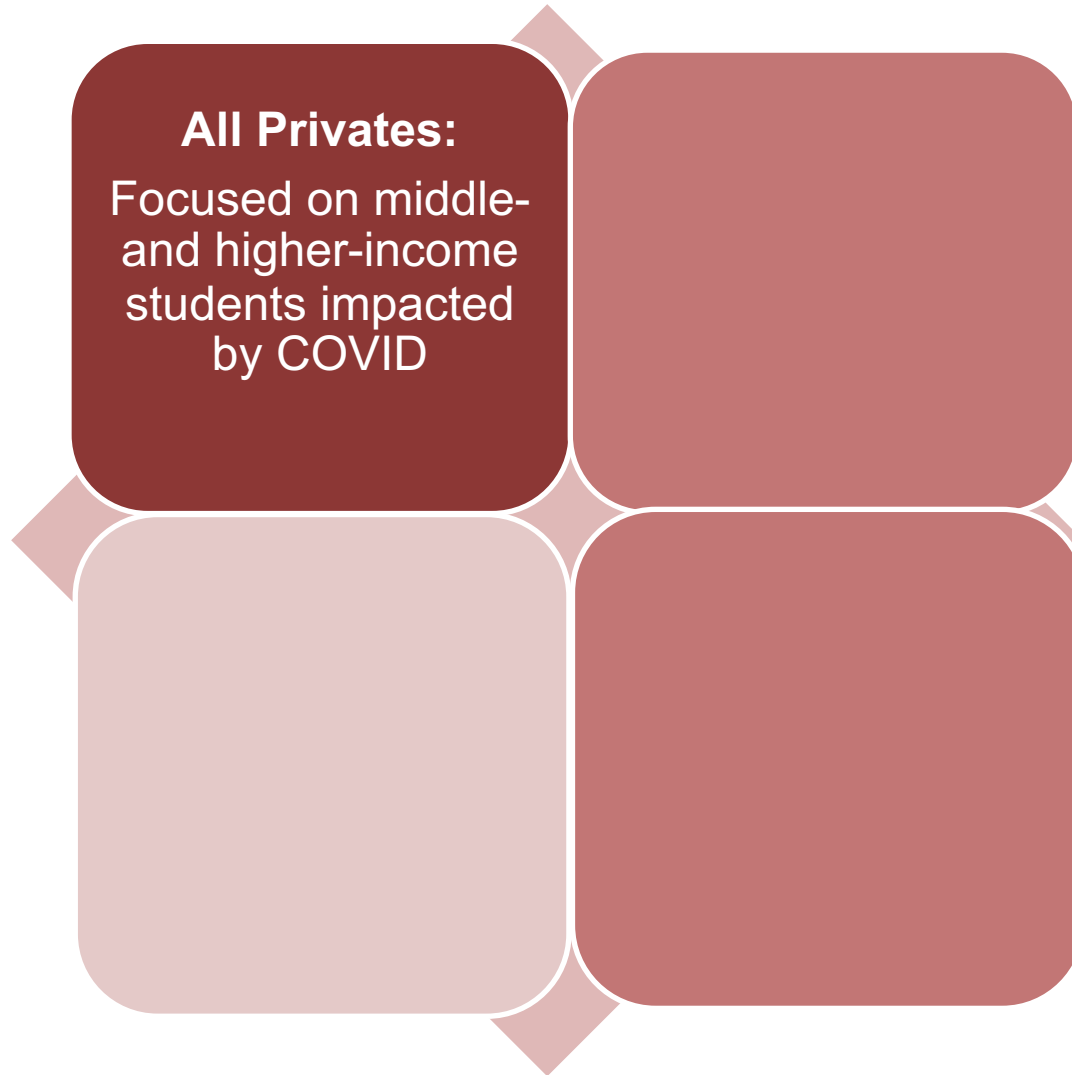 All Privates:
Focused on middle-
and higher-income
students impacted
by COVID